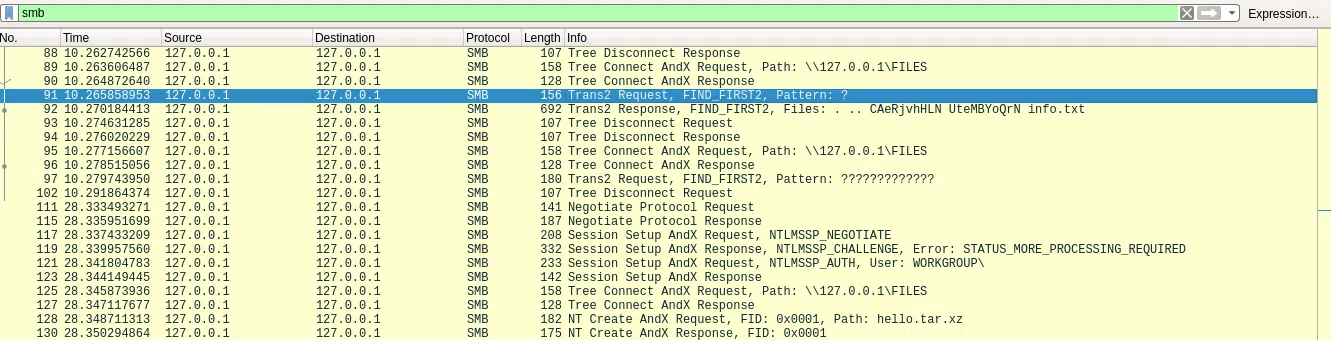 smb Expression…
No. Time Source Destination Protocol Length Info
88 10.262742566 127.0.0.1 127.0.0.1 SMB 107 Tree Disconnect Response
89 10.263606487 127.0.0.1 127.0.0.1 SMB 158 Tree Connect AndX Request, Path: \\127.0.0.1\FILES
90 10.264872640 127.0.0.1 127.0.0.1 SMB 128 Tree Connect AndX Response
91 10.265858953 127.0.0.1 127.0.0.1 SMB 156 Trans2 Request, FIND_FIRST2, Pattern: ?
92 10.270184413 127.0.0.1 127.0.0.1 SMB 692 Trans2 Response, FIND_FIRST2, Files: . .. CAeRjvhHLN UteMBYoQrN info.txt
93 10.274631285 127.0.0.1 127.0.0.1 SMB 107 Tree Disconnect Request
94 10.276020229 127.0.0.1 127.0.0.1 SMB 107 Tree Disconnect Response
95 10.277156607 127.0.0.1 127.0.0.1 SMB 158 Tree Connect AndX Request, Path: \\127.0.0.1\FILES
96 10.278515056 127.0.0.1 127.0.0.1 SMB 128 Tree Connect AndX Response
97 10.279743950 127.0.0.1 127.0.0.1 SMB 180 Trans2 Request, FIND_FIRST2, Pattern: ?????????????
102 10.291864374 127.0.0.1 127.0.0.1 SMB 107 Tree Disconnect Request
111 28.333493271 127.0.0.1 127.0.0.1 SMB 141 Negotiate Protocol Request
115 28.335951699 127.0.0.1 127.0.0.1 SMB 187 Negotiate Protocol Response
117 28.337433209 127.0.0.1 127.0.0.1 SMB 208 Session Setup AndX Request, NTLMSSP_NEGOTIATE
119 28.339957560 127.0.0.1 127.0.0.1 SMB 332 Session Setup AndX Response, NTLMSSP_CHALLENGE, Error: STATUS_MORE_PROCESSING_REQUIRED
121 28.341804783 127.0.0.1 127.0.0.1 SMB 233 Session Setup AndX Request, NTLMSSP_AUTH, User: WORKGROUP\
123 28.344149445 127.0.0.1 127.0.0.1 SMB 142 Session Setup AndX Response
125 28.345873936 127.0.0.1 127.0.0.1 SMB 158 Tree Connect AndX Request, Path: \\127.0.0.1\FILES
127 28.347117677 127.0.0.1 127.0.0.1 SMB 128 Tree Connect AndX Response
128 28.348711313 127.0.0.1 127.0.0.1 SMB 182 NT Create AndX Request, FID: 0x0001, Path: hello.tar.xz
130 28.350294864 127.0.0.1 127.0.0.1 SMB 175 NT Create AndX Response, FID: 0x0001